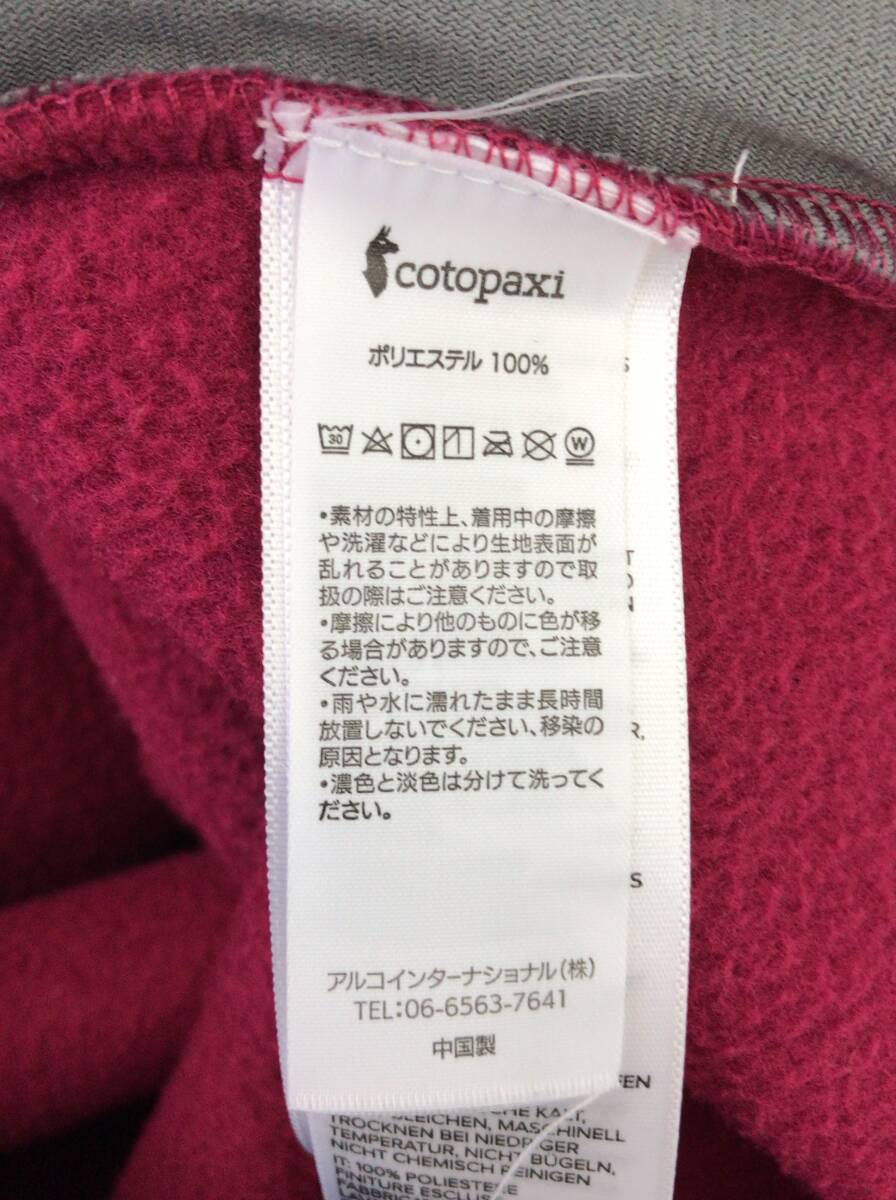 cotopaxi
ポリエステル 100%
30
W
・素材の特性上、着用中の摩擦
や洗濯などにより生地表面が
乱れることがありますので取
扱の際はご注意ください。
・摩擦により他のものに色が移
る場合がありますので、ご注意
ください。
・雨や水に濡れたまま長時間
放置しないでください、移染の
原因となります。
・濃色と淡色は分けて洗ってく
ださい。
アルコインターナショナル(株)
TEL:06-6563-7641
中国製
KALT,
TROCKNEN BEI NIEDRIGER
TEMPERATUR, NICHT BÜGELN,
NICHT CHEMISCH REINIGEN
IT: 100% POLIESTERE
FINITURE ESCLUS